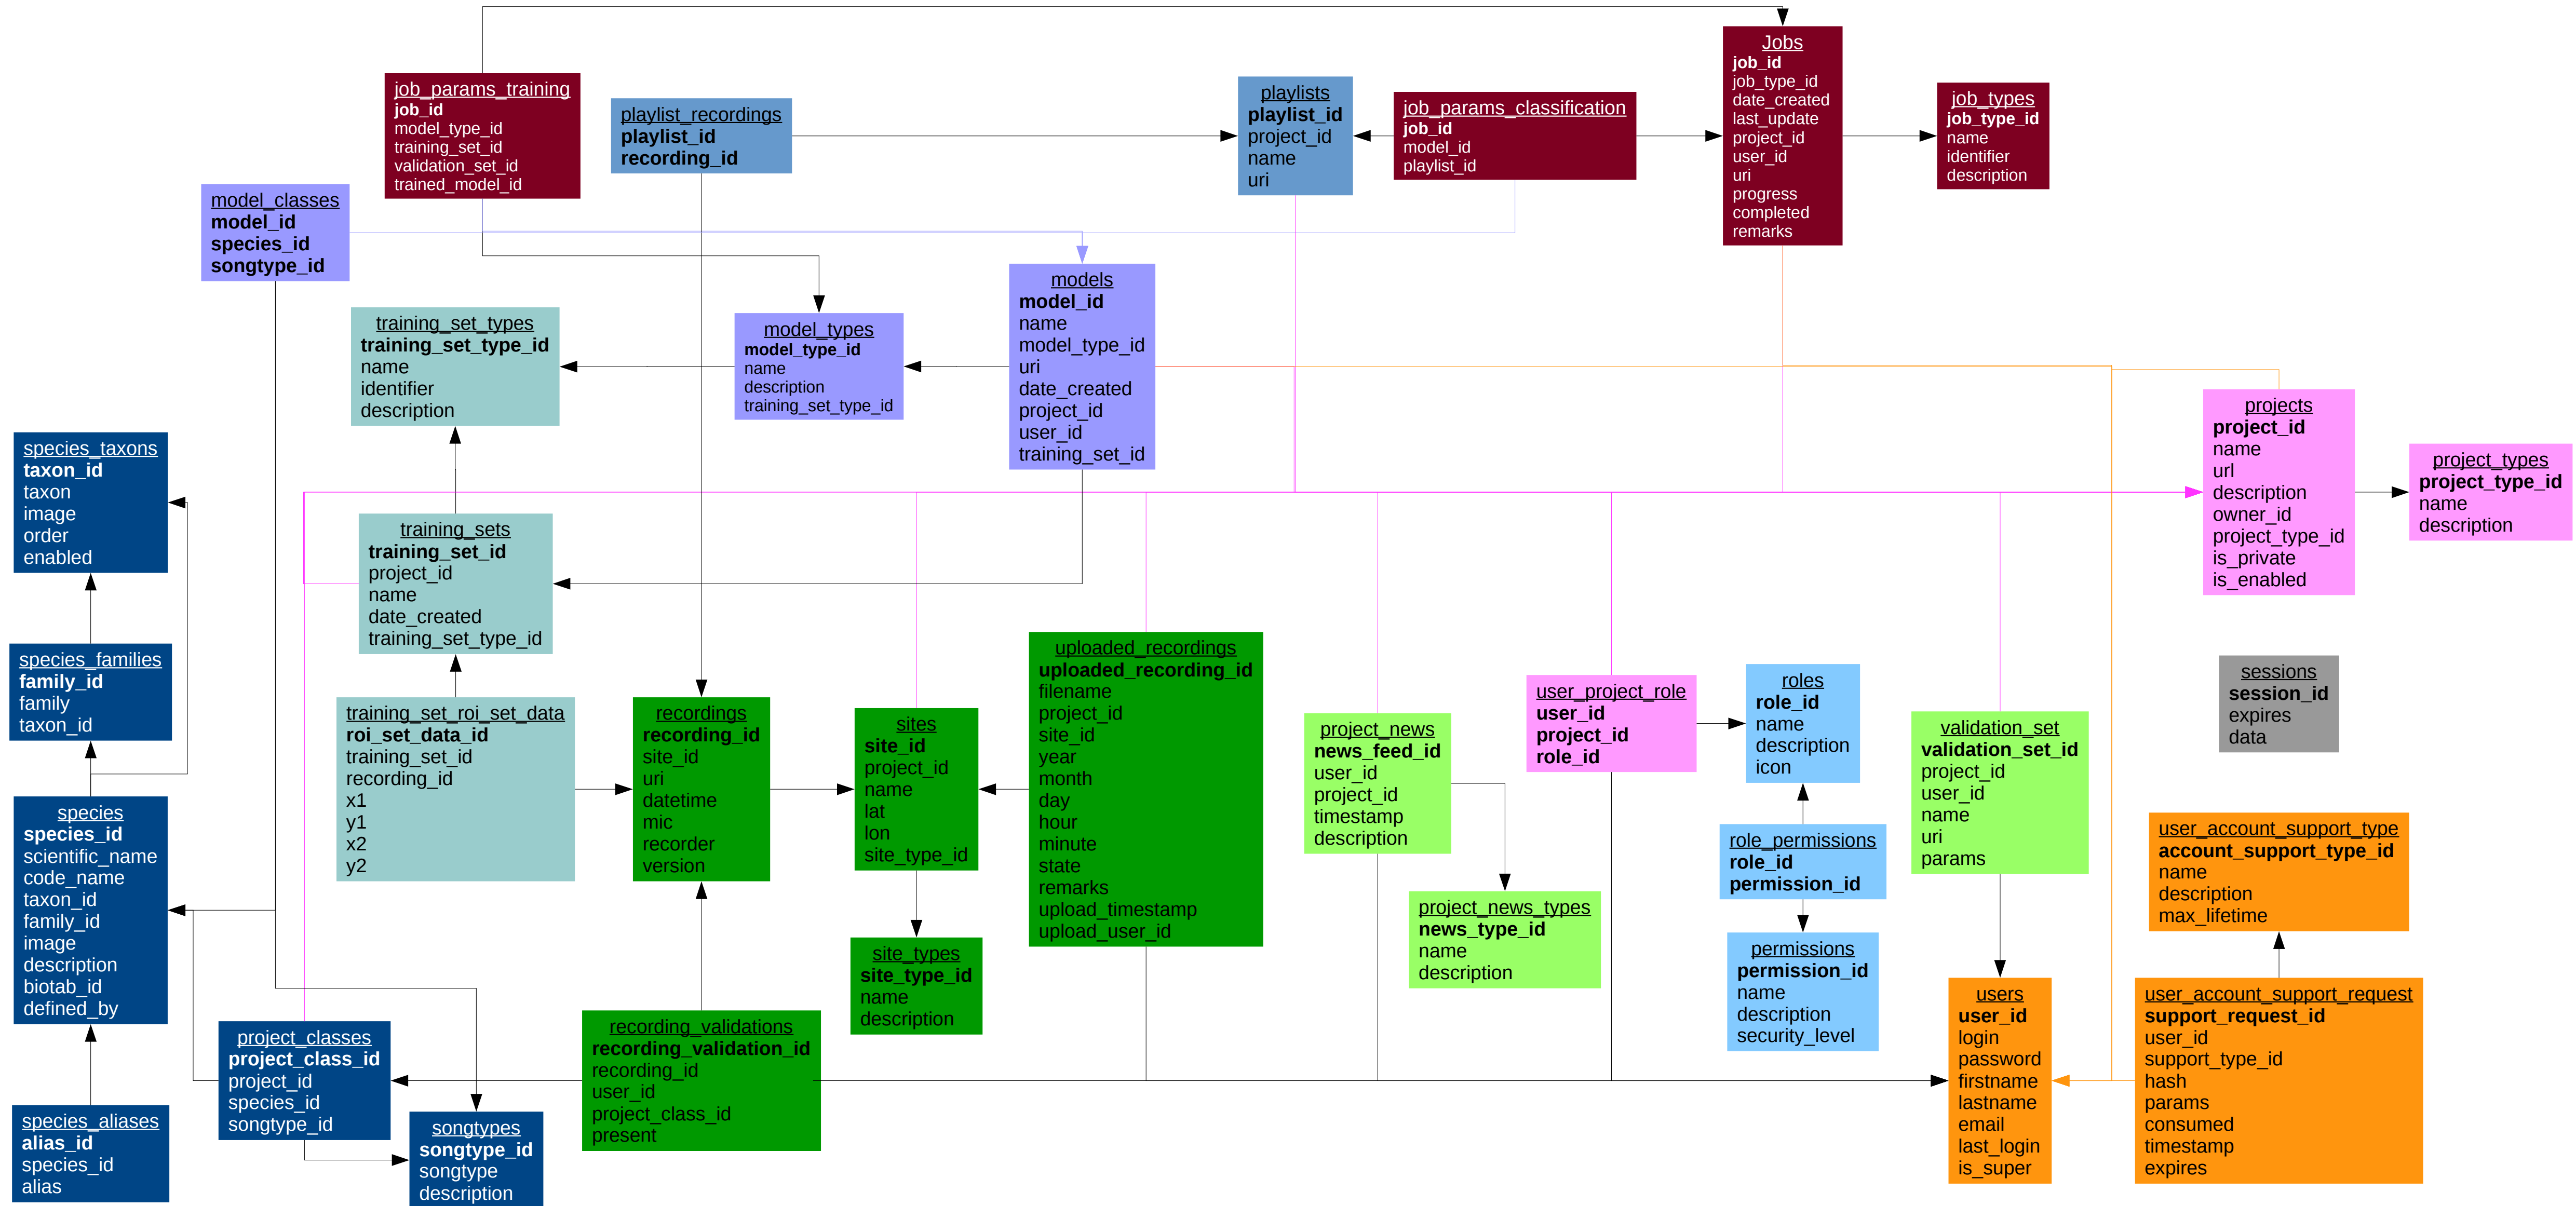 Jobs
job_id
job_type_id
date_created
last_update
project_id
user_id
uri
progress
completed
remarks
job_params_training
job_id
model_type_id
training_set_id
validation_set_id
trained_model_id
playlist_recordings
playlist_id
recording_id
playlists
playlist_id
project_id
name
uri
job_params_classification
job_id
model_id
playlist_id
job_types
job_type_id
name
identifier
description
model_classes
model_id
species_id
songtype_id
models
model_id
name
model_type_id
uri
date_created
project_id
user_id
training_set_id
training_set_types
training_set_type_id
name
identifier
description
model_types
model_type_id
name
description
training_set_type_id
projects
project_id
name
url
description
owner_id
project_type_id
is_private
is_enabled
project_types
project_type_id
name
description
species_taxons
taxon_id
taxon
image
order
enabled
training_sets
training_set_id
project_id
name
date_created
training_set_type_id
species_families
family_id
family
taxon_id
training_set_roi_set_data
roi_set_data_id
training_set_id
recording_id
x1
y1
x2
y2
recordings
recording_id
site_id
uri
datetime
mic
recorder
version
sites
site_id
project_id
name
lat
lon
site_type_id
uploaded_recordings
uploaded_recording_id
filename
project_id
site_id
year
month
day
hour
minute
state
remarks
upload_timestamp
upload_user_id
project_news
news_feed_id
user_id
project_id
timestamp
description
user_project_role
user_id
project_id
role_id
roles
role_id
name
description
icon
validation_set
validation_set_id
project_id
user_id
name
uri
params
sessions
session_id
expires
data
species
species_id
scientific_name
code_name
taxon_id
family_id
image
description
biotab_id
defined_by
role_permissions
role_id
permission_id
user_account_support_type
account_support_type_id
name
description
max_lifetime
project_news_types
news_type_id
name
description
site_types
site_type_id
name
description
permissions
permission_id
name
description
security_level
users
user_id
login
password
firstname
lastname
email
last_login
is_super
user_account_support_request
support_request_id
user_id
support_type_id
hash
params
consumed
timestamp
expires
project_classes
project_class_id
project_id
species_id
songtype_id
recording_validations
recording_validation_id
recording_id
user_id
project_class_id
present
species_aliases
alias_id
species_id
alias
songtypes
songtype_id
songtype
description